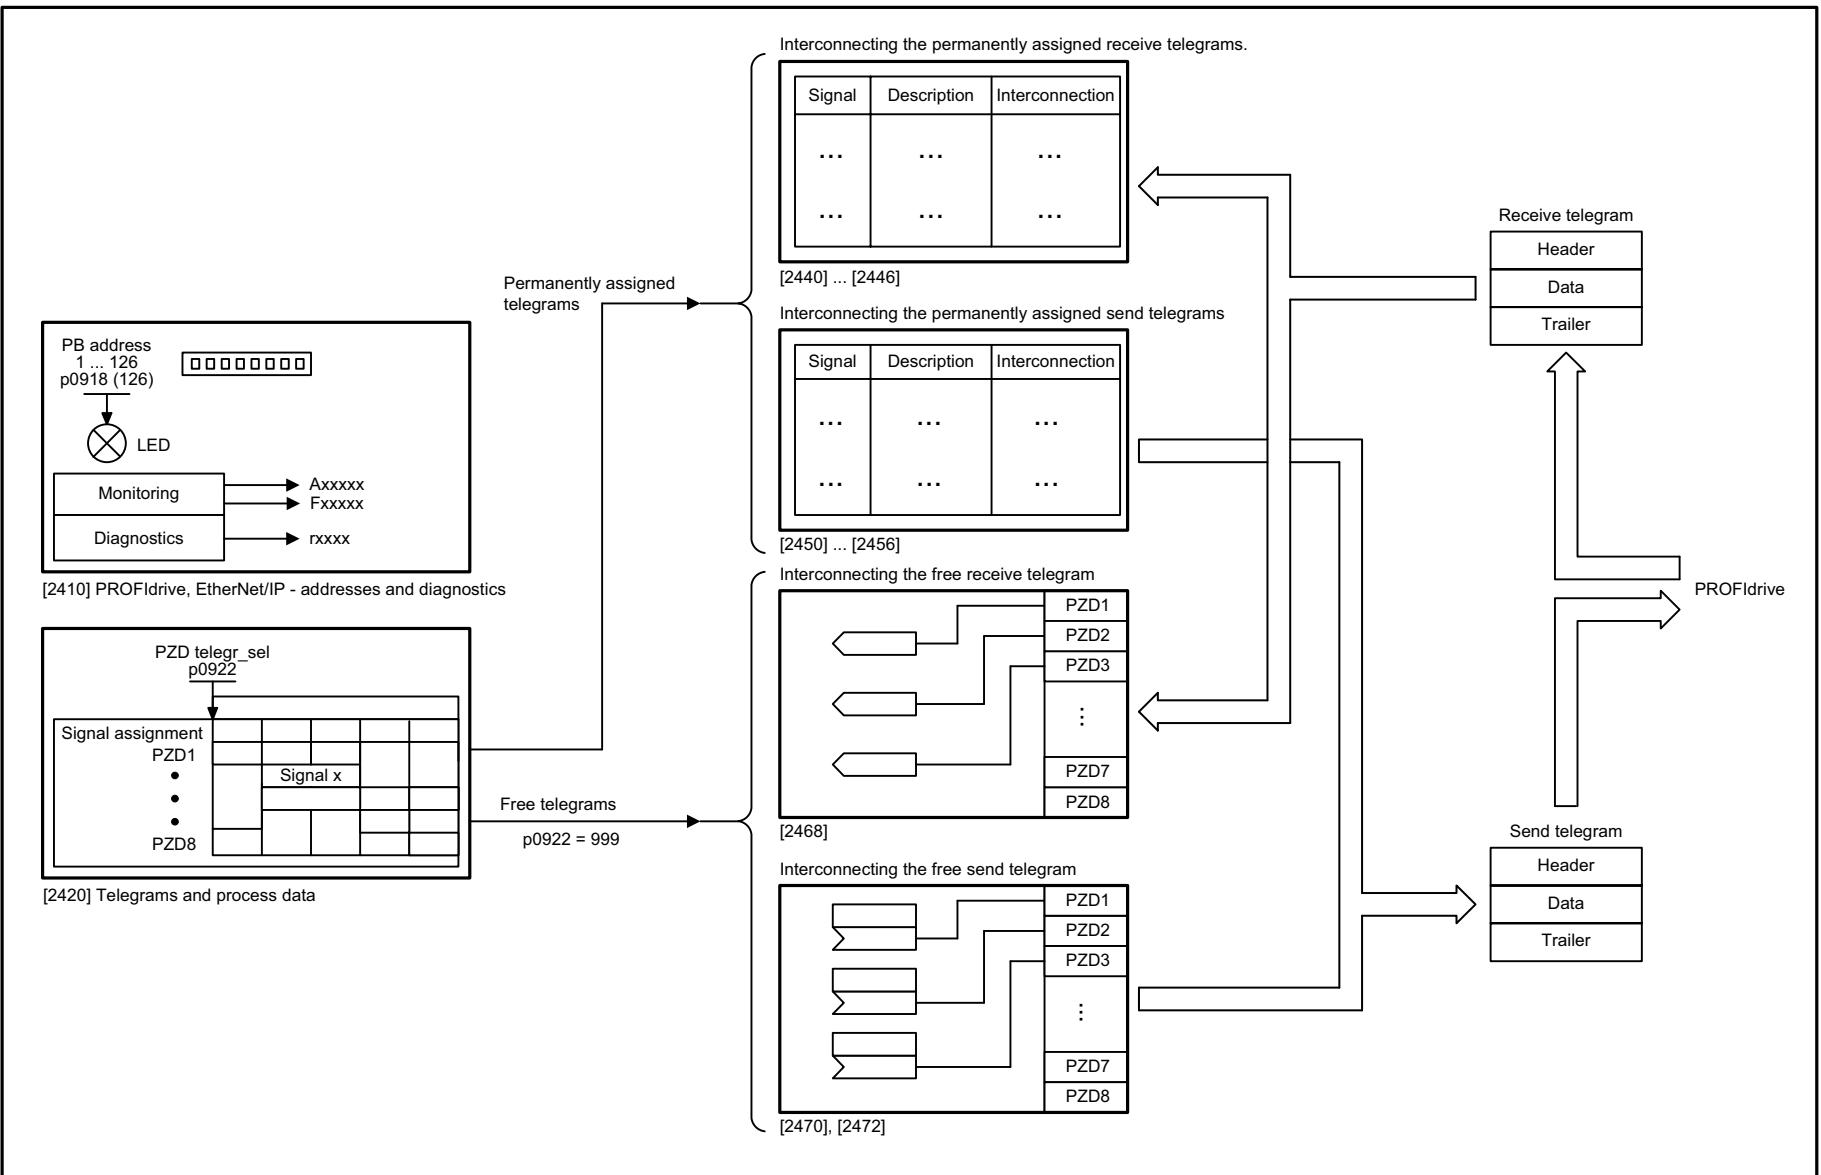 Interconnecting the permanently assigned receive telegrams.
Signal Description Interconnection
... ... ...
... ... ...
[2440] ... [2446]
Permanently assigned
telegrams
Interconnecting the permanently assigned send telegrams
Signal Description Interconnection
... ... ...
... ... ...
[2450] ... [2456]
PB address
1 ... 126
p0918 (126)
LED
Monitoring
Axxxxx
Fxxxxx
Diagnostics
rxxxx
[2410] PROFIdrive, EtherNet/IP - addresses and diagnostics
PZD telegr_sel
p0922
Signal assignment
PZD1
Signal x
PZD8
[2420] Telegrams and process data
Free telegrams
p0922 = 999
Interconnecting the free receive telegram
PZD1
PZD2
PZD3
...
PZD7
PZD8
[2468]
Interconnecting the free send telegram
PZD1
PZD2
PZD3
...
PZD7
PZD8
[2470], [2472]
Receive telegram
Header
Data
Trailer
PROFIdrive
Send telegram
Header
Data
Trailer